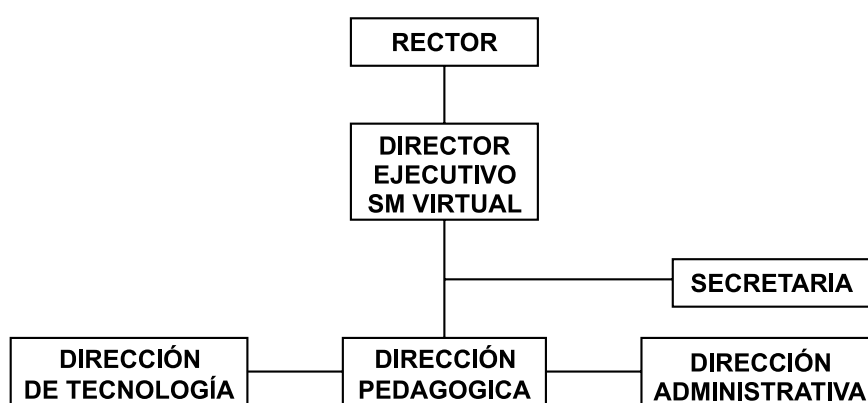 RECTOR
DIRECTOR
EJECUTIVO
SM VIRTUAL
SECRETARIA
DIRECCIÓN
DE TECNOLOGÍA
DIRECCIÓN
PEDAGOGICA
DIRECCIÓN
ADMINISTRATIVA